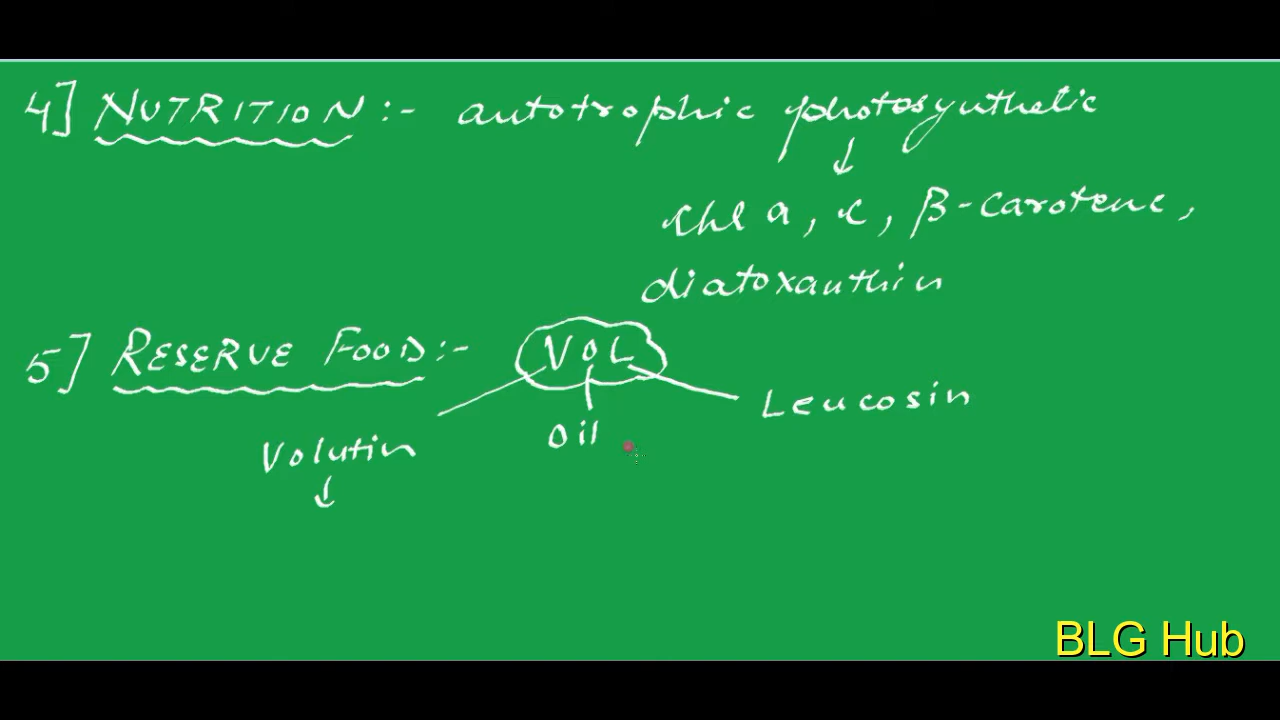 4] NUTRITION :- autotrophic photosynthetic
↓
chl a, c, β-carotene,
diatoxanthin
5] RESERVE FOOD :- VOL
Leucosin
Oil
Volutin
↓
BLG Hub